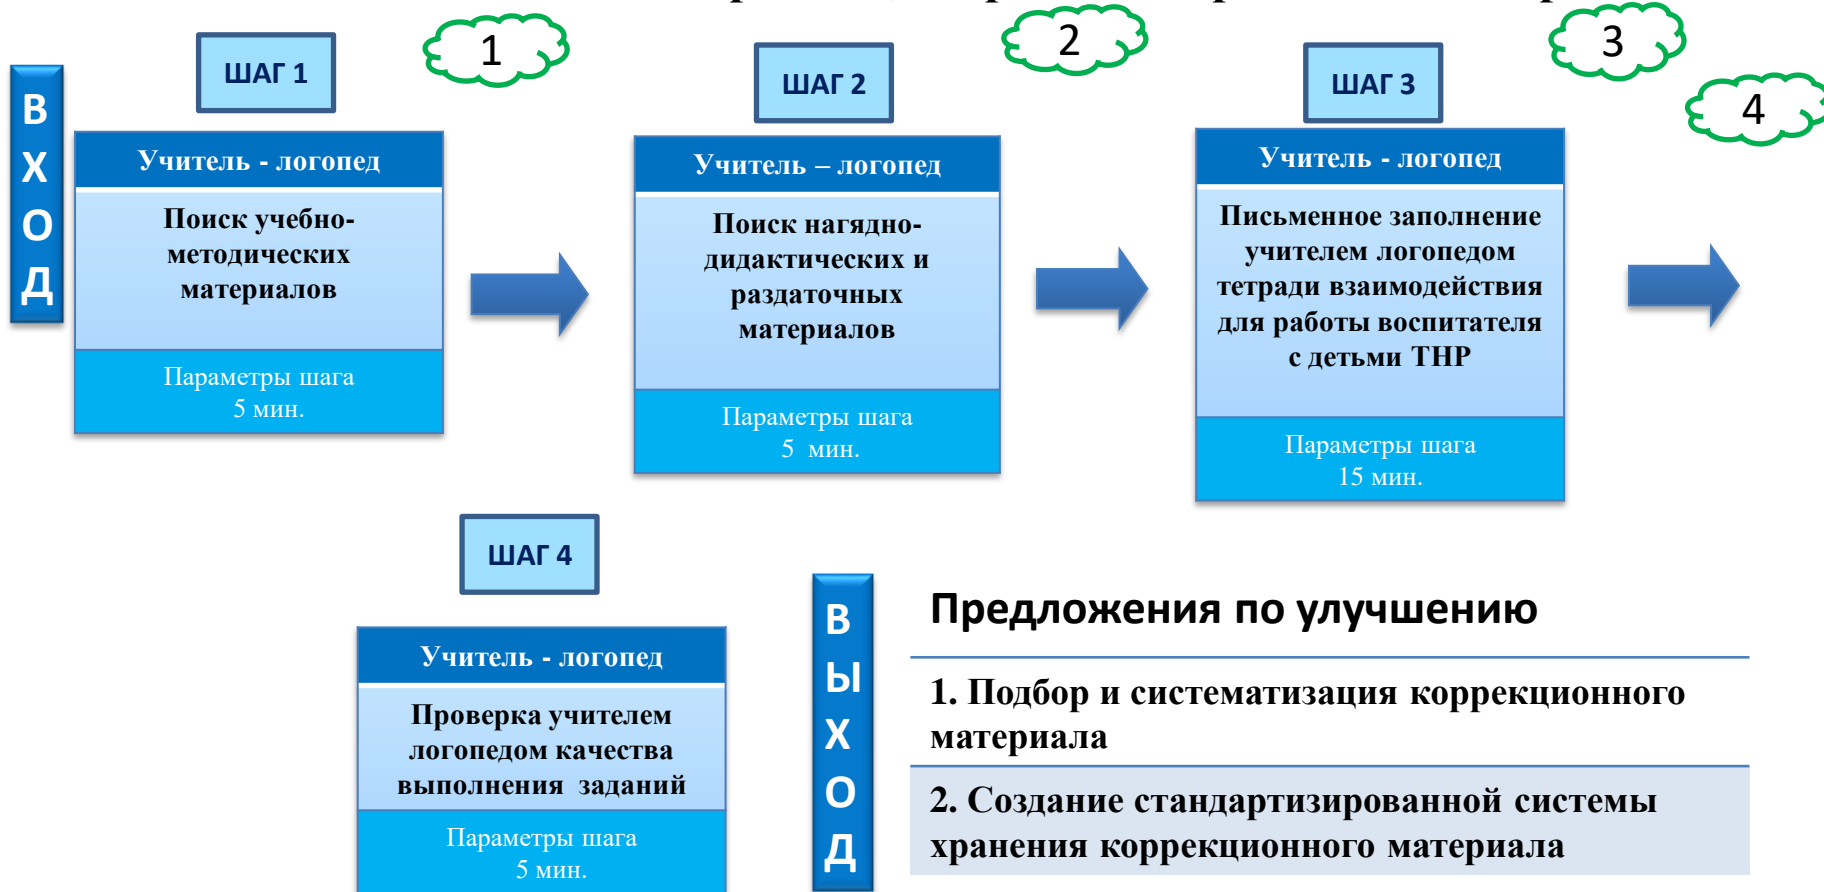 1
2
3
4
ШАГ 1
ШАГ 2
ШАГ 3
ВХОД
Учитель - логопед
Поиск учебно-
методических
материалов
Параметры шага
5 мин.
Учитель – логопед
Поиск нагядно-
дидактических и
раздаточных
материалов
Параметры шага
5 мин.
Учитель - логопед
Письменное заполнение
учителем логопедом
тетради взаимодействия
для работы воспитателя
с детьми ТНР
Параметры шага
15 мин.
ШАГ 4
Учитель - логопед
Проверка учителем
логопедом качества
выполнения заданий
Параметры шага
5 мин.
ВЫХОД
Предложения по улучшению
1. Подбор и систематизация коррекционного
материала
2. Создание стандартизированной системы
хранения коррекционного материала